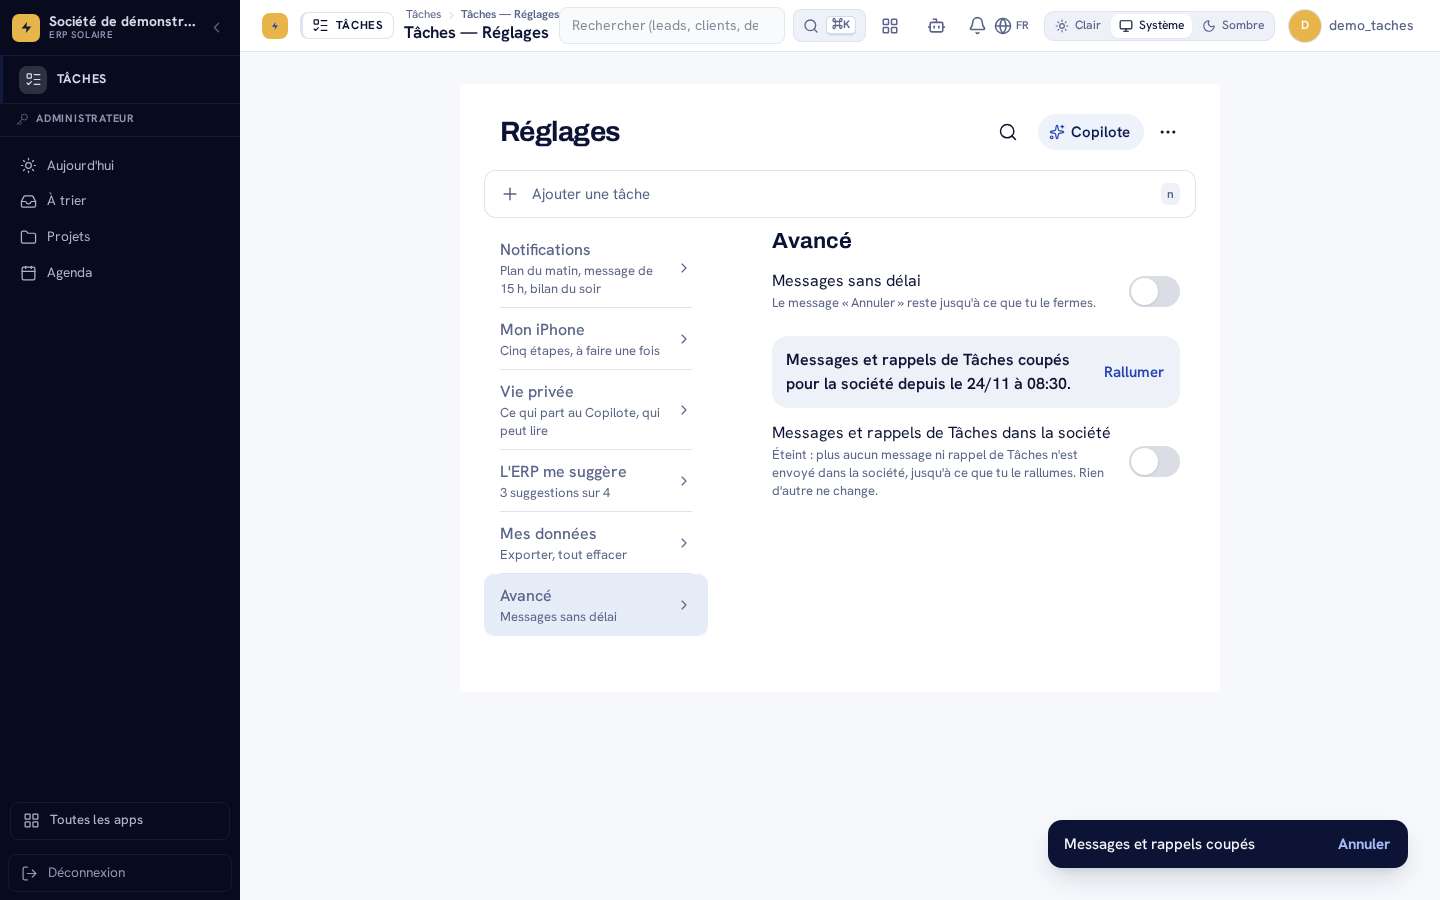 Société de démonstr...
ERP SOLAIRE
TÂCHES
ADMINISTRATEUR
Aujourd'hui
À trier
Projets
Agenda
Toutes les apps
Déconnexion
TÂCHES
Tâches > Tâches — Réglages
Tâches — Réglages
Rechercher (leads, clients, de
⌘K
FR
Clair
Système
Sombre
D
demo_taches
Réglages
Copilote
Ajouter une tâche
n
Notifications
Plan du matin, message de
15 h, bilan du soir
Mon iPhone
Cinq étapes, à faire une fois
Vie privée
Ce qui part au Copilote, qui
peut lire
L'ERP me suggère
3 suggestions sur 4
Mes données
Exporter, tout effacer
Avancé
Messages sans délai
Avancé
Messages sans délai
Le message « Annuler » reste jusqu'à ce que tu le fermes.
Messages et rappels de Tâches coupés
pour la société depuis le 24/11 à 08:30.
Rallumer
Messages et rappels de Tâches dans la société
Éteint : plus aucun message ni rappel de Tâches n'est
envoyé dans la société, jusqu'à ce que tu le rallumes. Rien
d'autre ne change.
Messages et rappels coupés
Annuler